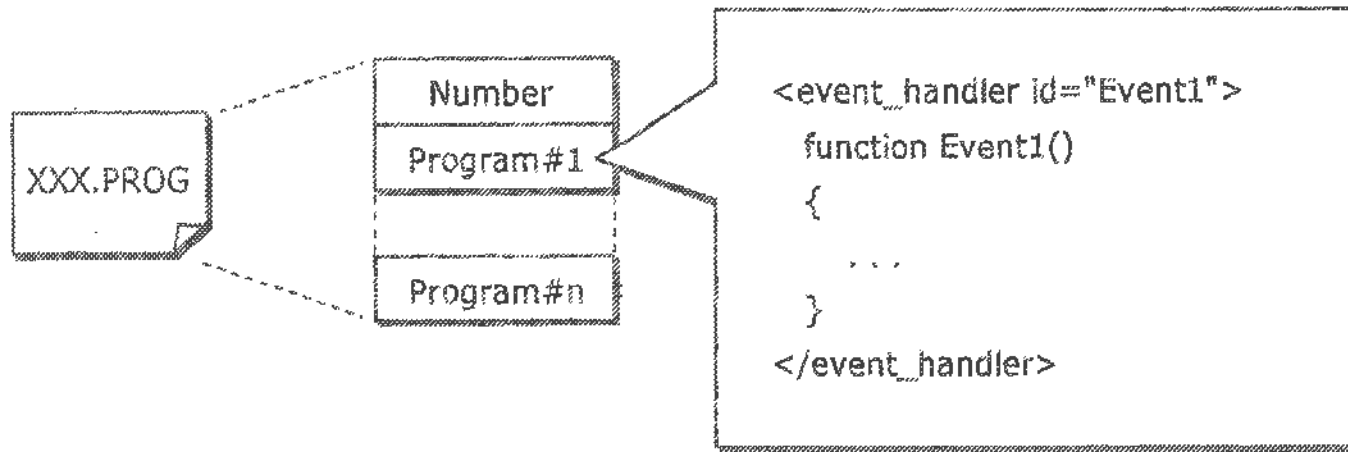 XXX.PROG
Number
Program#1
Program#n
<event_handler id="Event1">
function Event1()
{
...
}
</event_handler>